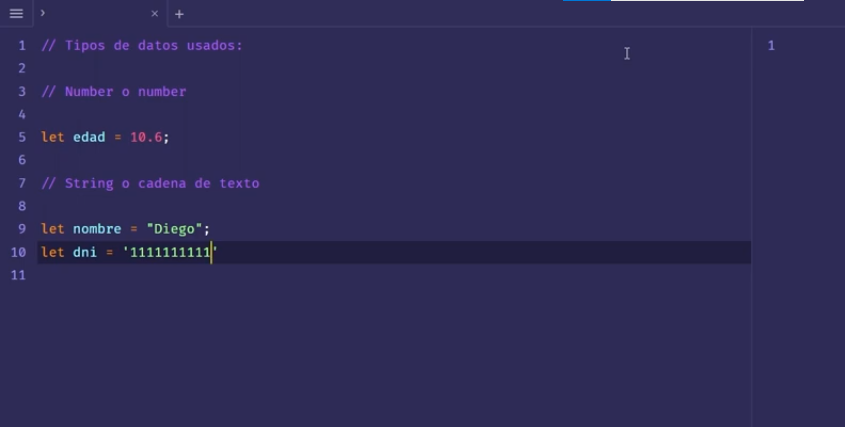 1 // Tipos de datos usados:
2
3 // Number o number
4
5 let edad = 10.6;
6
7 // String o cadena de texto
8
9 let nombre = "Diego";
10 let dni = '1111111111'
11
1